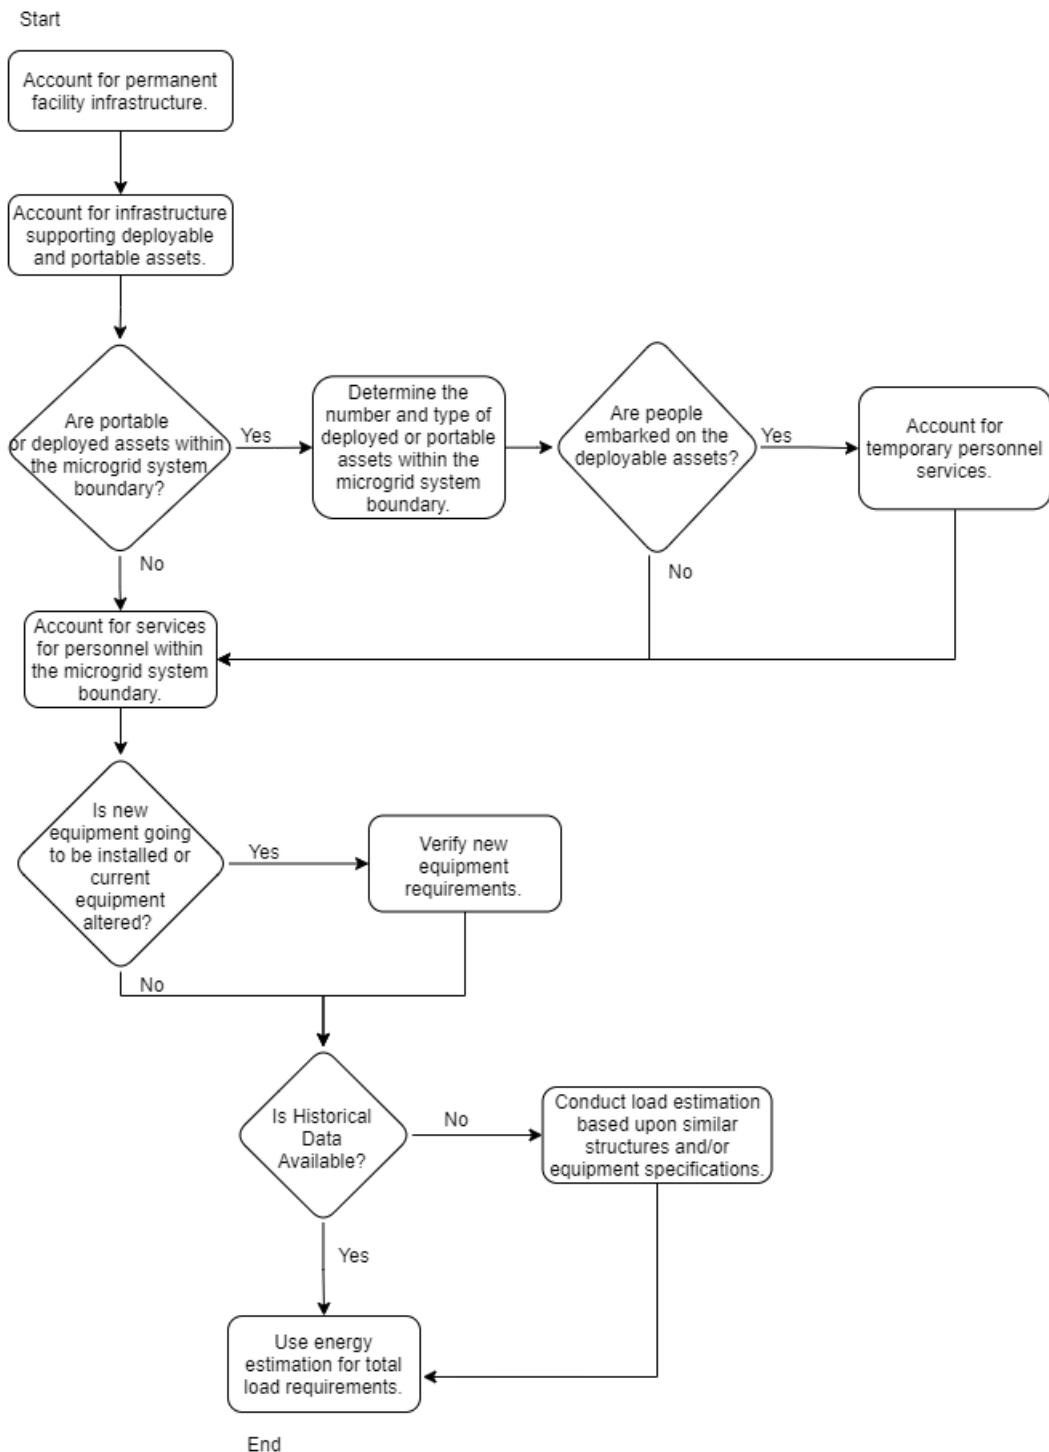 Start
Account for permanent
facility infrastructure.
Account for infrastructure
supporting deployable
and portable assets.
Are portable
or deployed assets within
the microgrid system
boundary?
Yes
Determine the
number and type of
deployed or portable
assets within the
microgrid system
boundary.
Are people
embarked on the
deployable assets?
Yes
Account for
temporary personnel
services.
No
No
Account for services
for personnel within
the microgrid system
boundary.
Is new
equipment going
to be installed or
current
equipment
altered?
Yes
Verify new
equipment
requirements.
No
Is Historical
Data
Available?
No
Conduct load estimation
based upon similar
structures and/or
equipment specifications.
Yes
Use energy
estimation for total
load requirements.
End